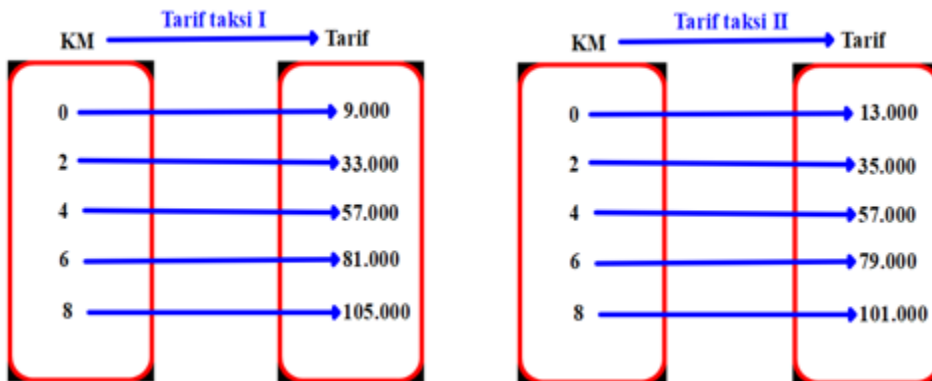 Tarif taksi I
KM Tarif
0 9.000
2 33.000
4 57.000
6 81.000
8 105.000
Tarif taksi II
KM Tarif
0 13.000
2 35.000
4 57.000
6 79.000
8 101.000